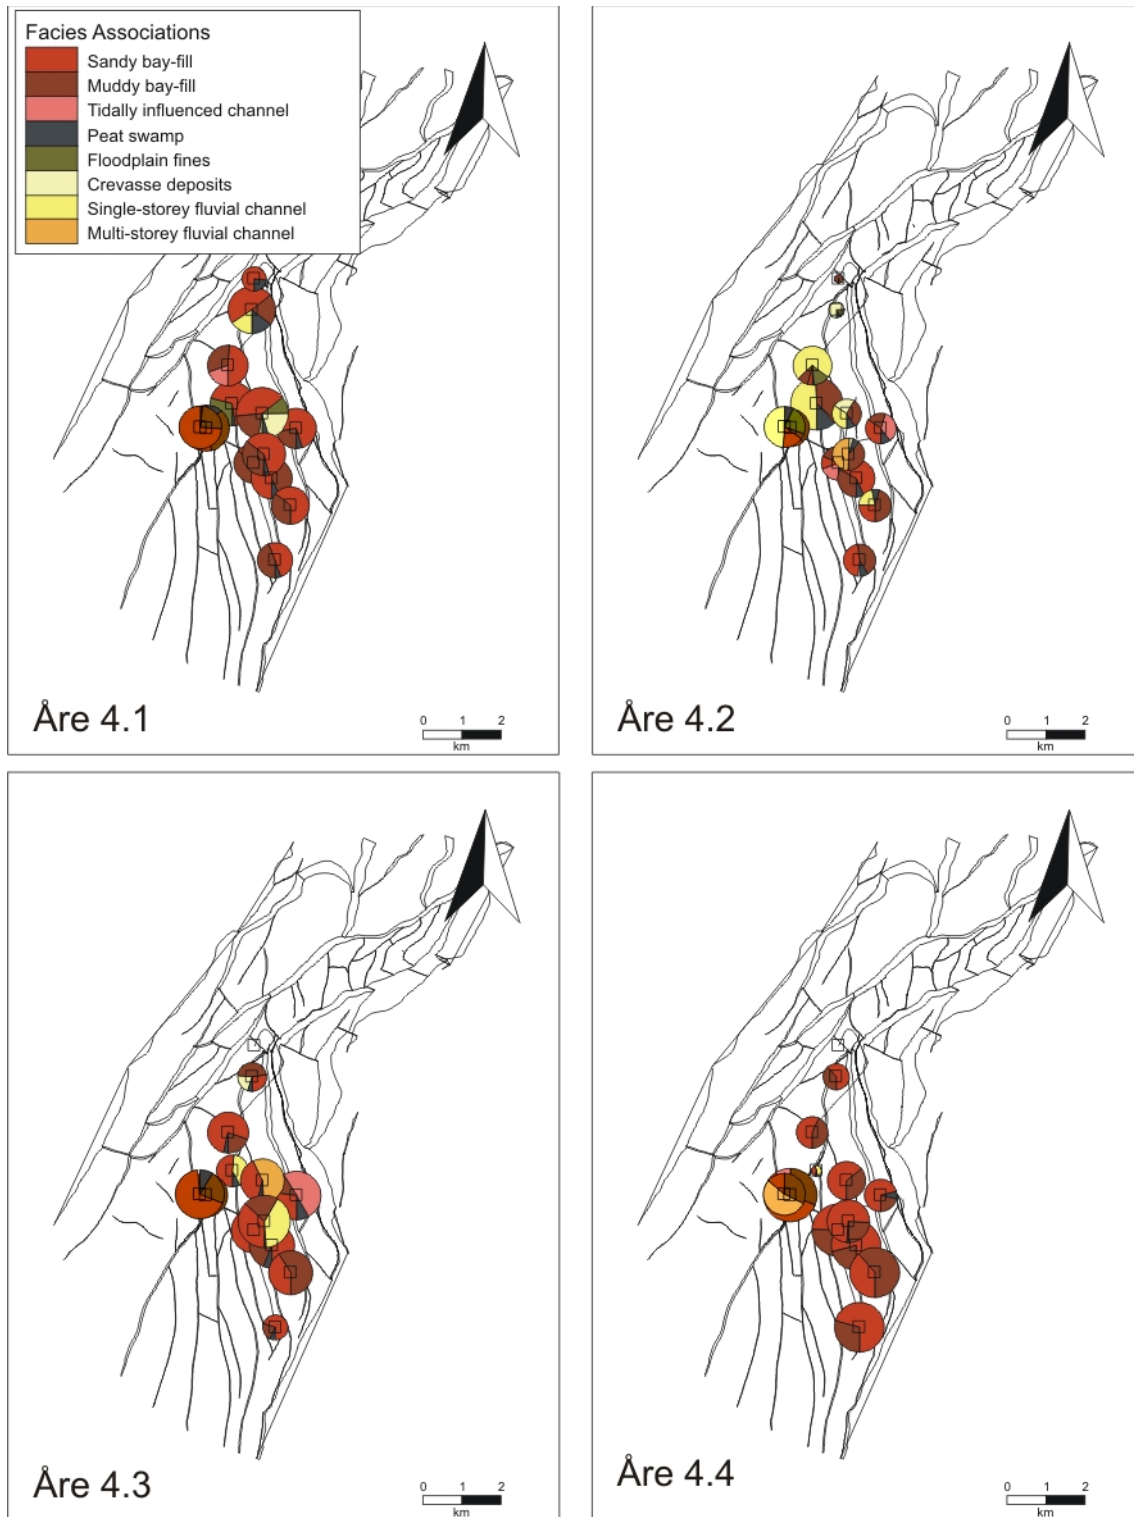 Facies Associations
Sandy bay-fill
Muddy bay-fill
Tidally influenced channel
Peat swamp
Floodplain fines
Crevasse deposits
Single-storey fluvial channel
Multi-storey fluvial channel
Åre 4.1
0 1 2
km
Åre 4.2
0 1 2
km
Åre 4.3
0 1 2
km
Åre 4.4
0 1 2
km